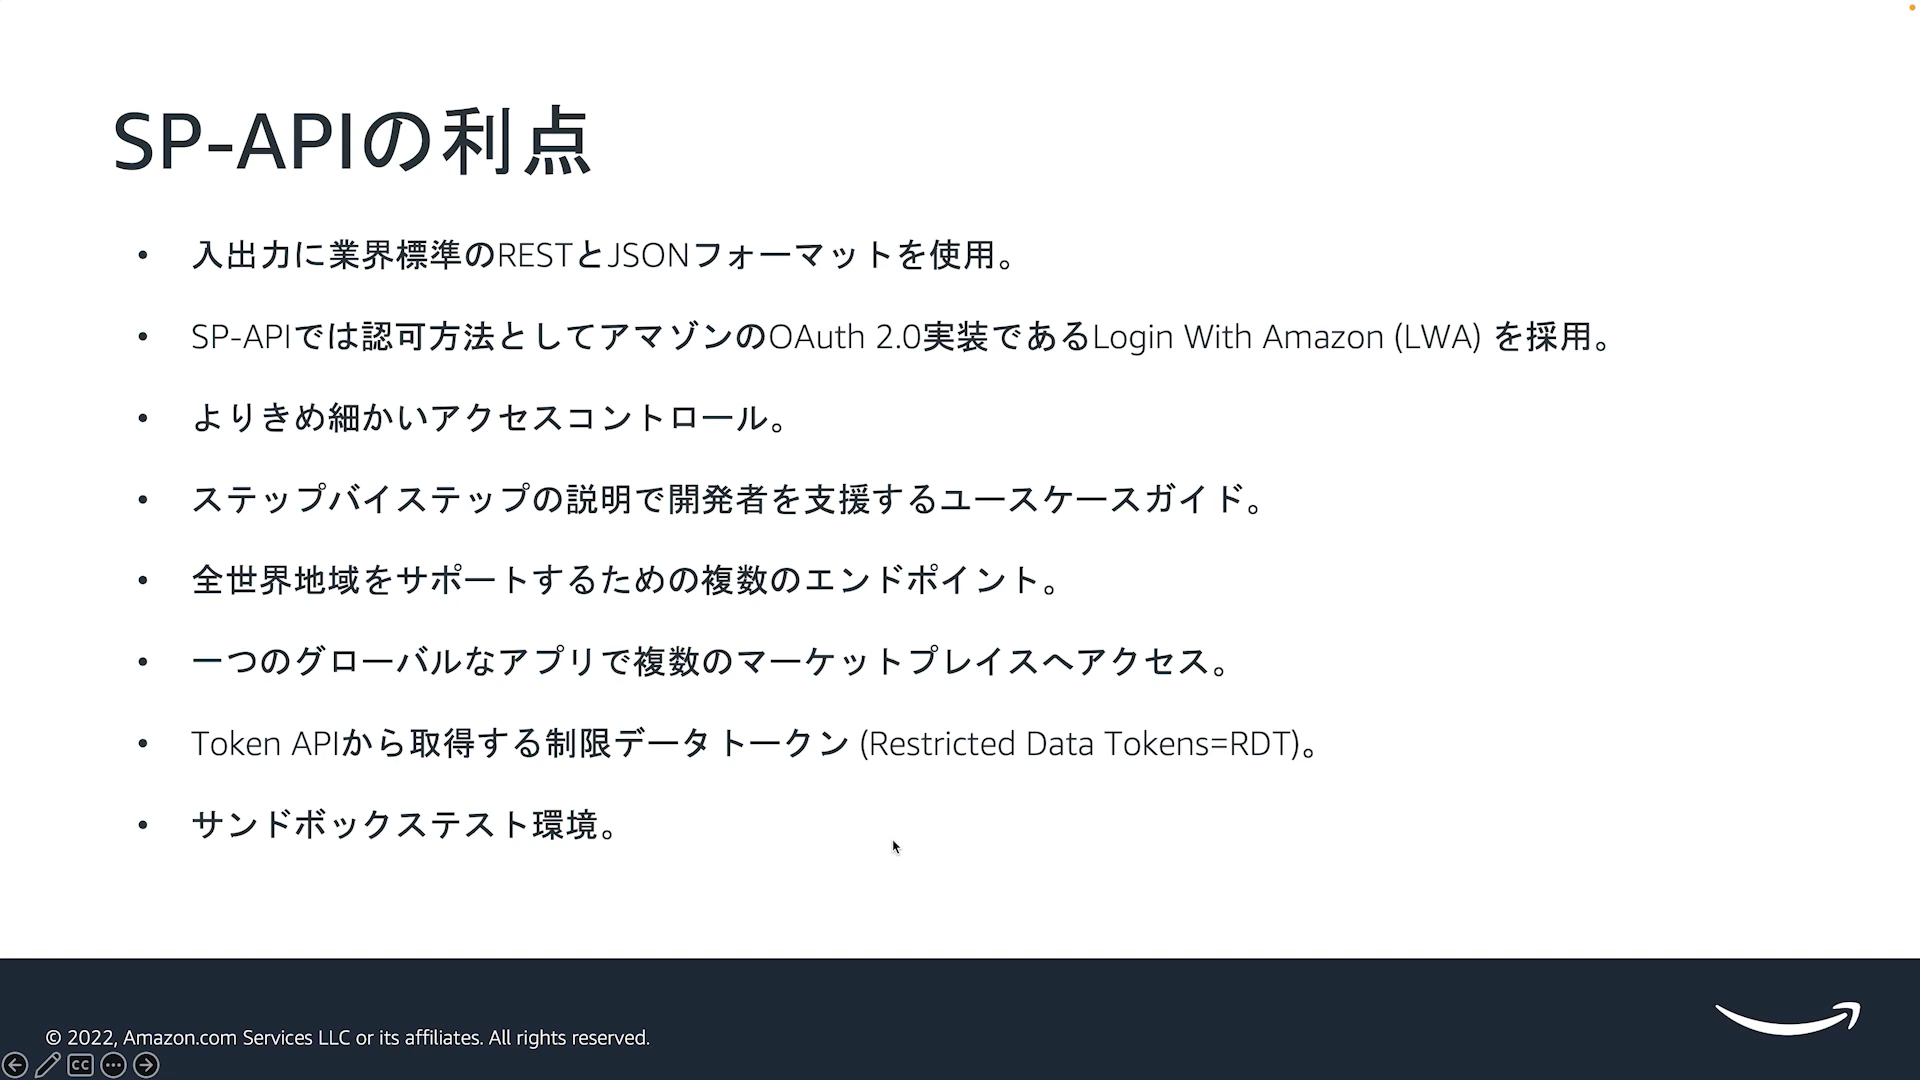 SP-APIの利点
• 入出力に業界標準のRESTとJSONフォーマットを使用。
• SP-APIでは認可方法としてアマゾンのOAuth 2.0実装であるLogin With Amazon (LWA) を採用。
• よりきめ細かいアクセスコントロール。
• ステップバイステップの説明で開発者を支援するユースケースガイド。
• 全世界地域をサポートするための複数のエンドポイント。
• 一つのグローバルなアプリで複数のマーケットプレイスへアクセス。
• Token APIから取得する制限データトークン (Restricted Data Tokens=RDT)。
• サンドボックステスト環境。
© 2022, Amazon.com Services LLC or its affiliates. All rights reserved.
CC